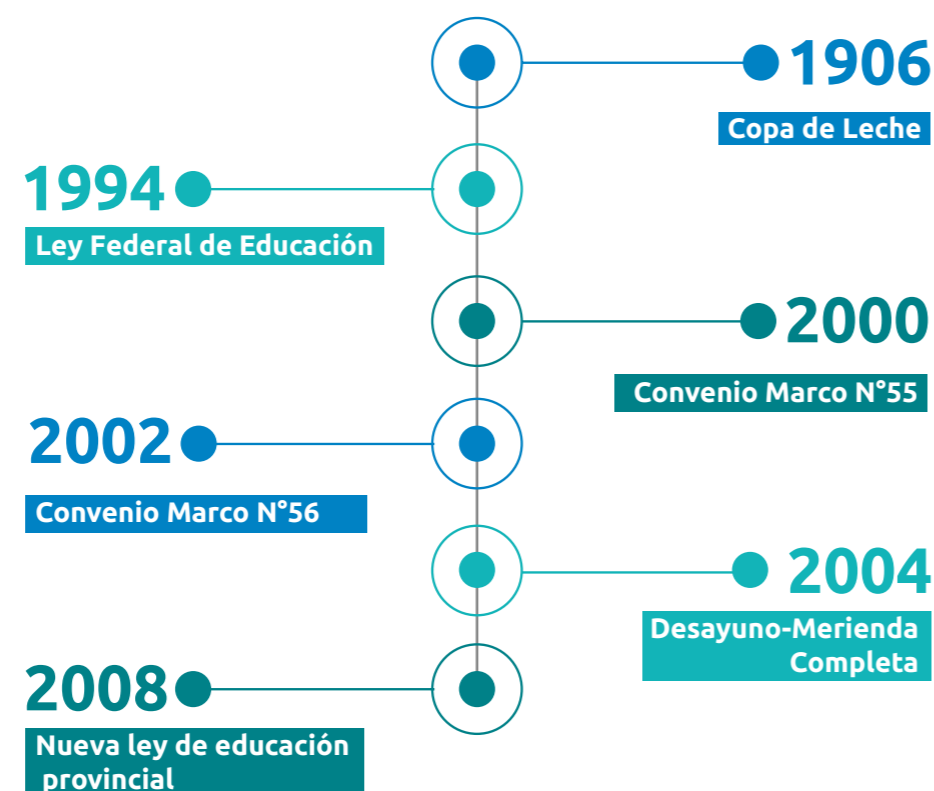 1906
Copa de Leche
1994
Ley Federal de Educación
2000
Convenio Marco N°55
2002
Convenio Marco N°56
2004
Desayuno-Merienda
Completa
2008
Nueva ley de educación
provincial